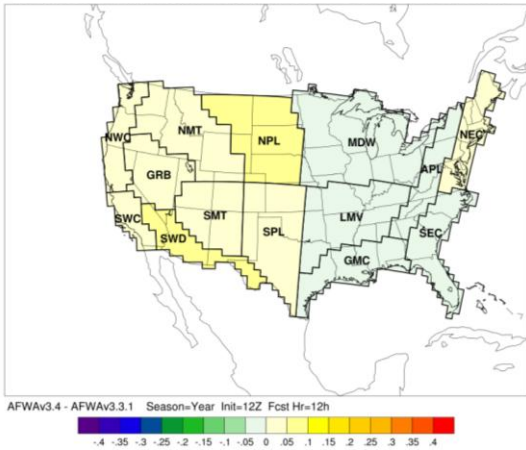 NWC NMT NPL MDW NEC
GRB APL
SWC SWD SMT SPL LMV SEC
GMC
AFWAv3.4 - AFWAv3.3.1 Season=Year Init=12Z Fcst Hr=12h
-.4 -.35 -.3 -.25 -.2 -.15 -.1 -.05 0 .05 .1 .15 .2 .25 .3 .35 .4